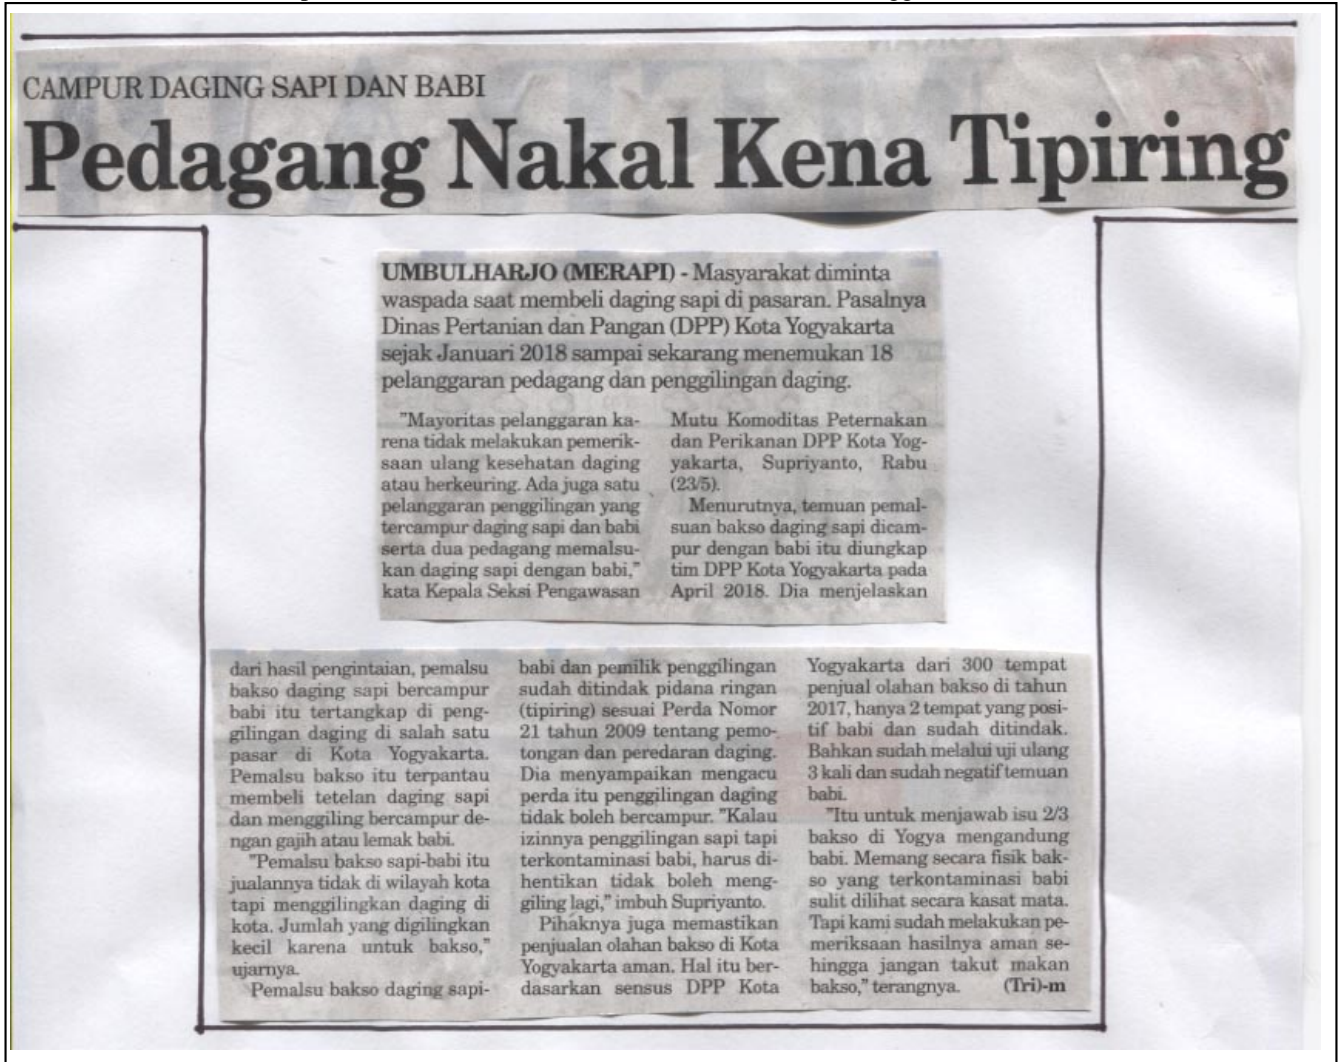 CAMPUR DAGING SAPI DAN BABI
Pedagang Nakal Kena Tipiring
UMBULHARJO (MERAPI) - Masyarakat diminta
waspada saat membeli daging sapi di pasaran. Pasalnya
Dinas Pertanian dan Pangan (DPP) Kota Yogyakarta
sejak Januari 2018 sampai sekarang menemukan 18
pelanggaran pedagang dan penggilingan daging.
"Mayoritas pelanggaran ka-
rena tidak melakukan pemerik-
saan ulang kesehatan daging
atau herkeuring. Ada juga satu
pelanggaran penggilingan yang
tercampur daging sapi dan babi
serta dua pedagang memalsu-
kan daging sapi dengan babi,"
kata Kepala Seksi Pengawasan
Mutu Komoditas Peternakan
dan Perikanan DPP Kota Yog-
yakarta, Supriyanto, Rabu
(23/5).
Menurutnya, temuan pemal-
suan bakso daging sapi dicam-
pur dengan babi itu diungkap
tim DPP Kota Yogyakarta pada
April 2018. Dia menjelaskan
dari hasil pengintaian, pemalsu
bakso daging sapi bercampur
babi itu tertangkap di peng-
gilingan daging di salah satu
pasar di Kota Yogyakarta.
Pemalsu bakso itu terpantau
membeli tetelan daging sapi
dan menggiling bercampur de-
ngan gajih atau lemak babi.
"Pemalsu bakso sapi-babi itu
jualannya tidak di wilayah kota
tapi menggilingkan daging di
kota. Jumlah yang digilingkan
kecil karena untuk bakso,"
ujarnya.
Pemalsu bakso daging sapi-
babi dan pemilik penggilingan
sudah ditindak pidana ringan
(tipiring) sesuai Perda Nomor
21 tahun 2009 tentang pemo-
tongan dan peredaran daging.
Dia menyampaikan mengacu
perda itu penggilingan daging
tidak boleh bercampur. "Kalau
izinnya penggilingan sapi tapi
terkontaminasi babi, harus di-
hentikan tidak boleh meng-
giling lagi," imbuh Supriyanto.
Pihaknya juga memastikan
penjualan olahan bakso di Kota
Yogyakarta aman. Hal itu ber-
dasarkan sensus DPP Kota
Yogyakarta dari 300 tempat
penjual olahan bakso di tahun
2017, hanya 2 tempat yang posi-
tif babi dan sudah ditindak.
Bahkan sudah melalui uji ulang
3 kali dan sudah negatif temuan
babi.
"Itu untuk menjawab isu 2/3
bakso di Yogya mengandung
babi. Memang secara fisik bak-
so yang terkontaminasi babi
sulit dilihat secara kasat mata.
Tapi kami sudah melakukan pe-
meriksaan hasilnya aman se-
hingga jangan takut makan
bakso," terangnya. (Tri)-m